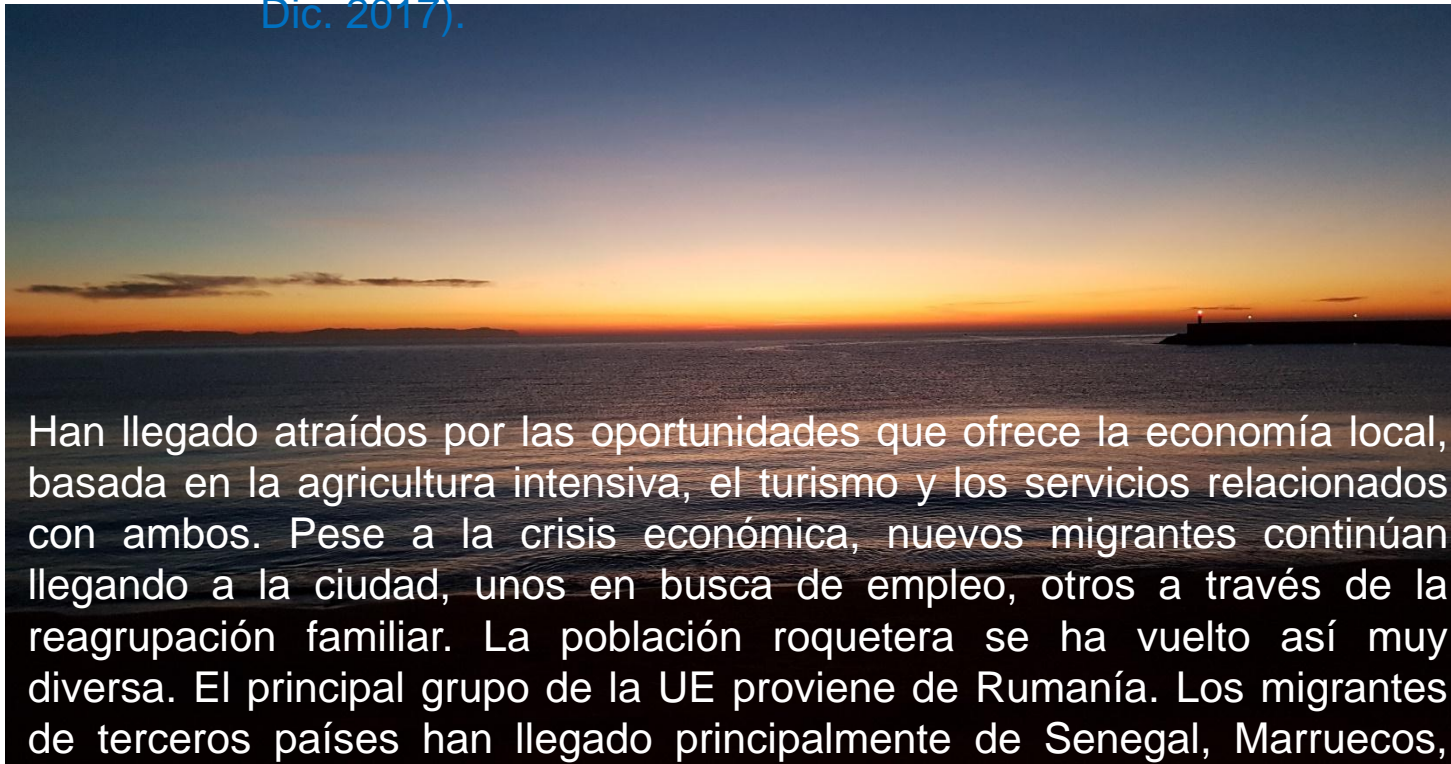 Dic. 2017).
Han llegado atraídos por las oportunidades que ofrece la economía local,
basada en la agricultura intensiva, el turismo y los servicios relacionados
con ambos. Pese a la crisis económica, nuevos migrantes continúan
llegando a la ciudad, unos en busca de empleo, otros a través de la
reagrupación familiar. La población roquetera se ha vuelto así muy
diversa. El principal grupo de la UE proviene de Rumanía. Los migrantes
de terceros países han llegado principalmente de Senegal, Marruecos,